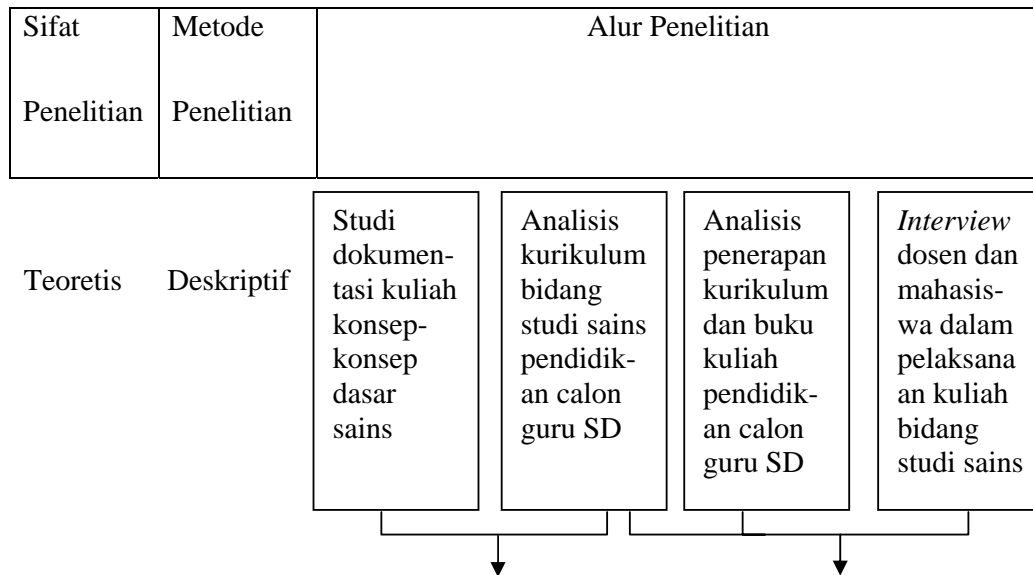 Sifat
Penelitian
Metode
Penelitian
Alur Penelitian
Teoretis
Deskriptif
Studi
dokumen-
tasi kuliah
konsep-
konsep
dasar
sains
Analisis
kurikulum
bidang
studi sains
pendidik-
an calon
guru SD
Analisis
penerapan
kurikulum
dan buku
kuliah
pendidik-
an calon
guru SD
Interview
dosen dan
mahasis-
wa dalam
pelaksana
an kuliah
bidang
studi sains